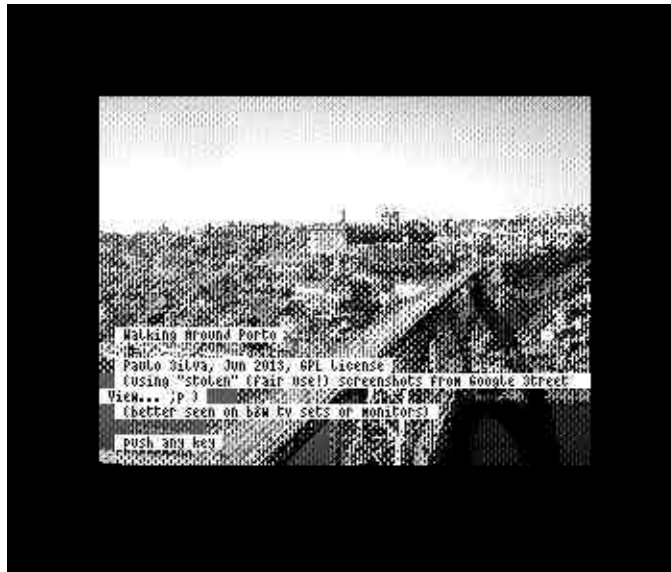 Walking Around Porto
Paulo Silva, Jun 2013, GPL license
(using "stolen" (fair use!) screenshots from Google Street
View... ;p )
(better seen on b&w tv sets or monitors)
push any key